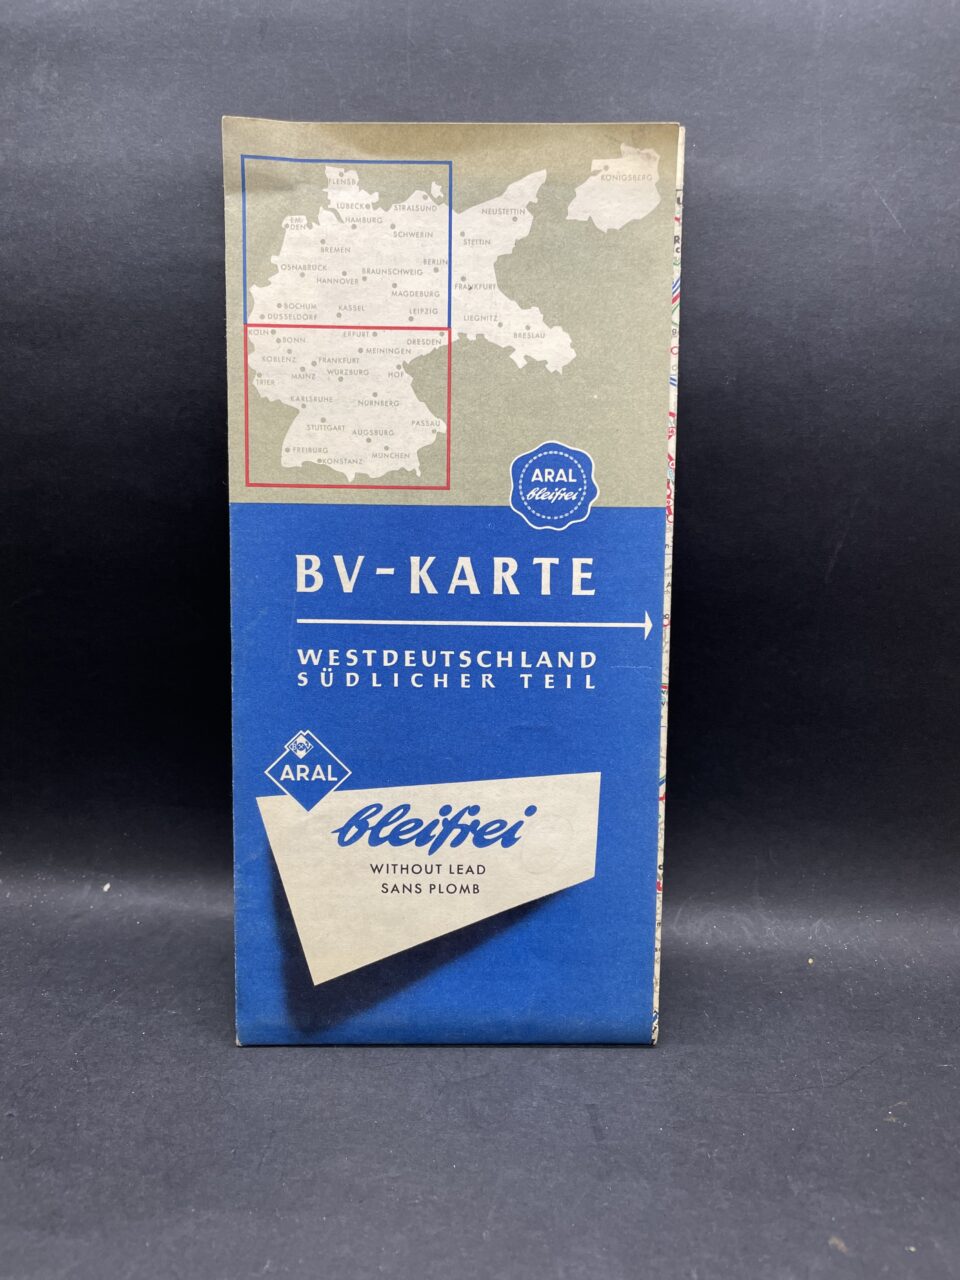 FLENSB.
KÖNIGSBERG
LÜBECK
STRALSUND
NEUSTETTIN
EM-
DEN
HAMBURG
SCHWERIN
STETTIN
BREMEN
BERLIN
OSNABRÜCK
BRAUNSCHWEIG
HANNOVER
FRANKFURT
MAGDEBURG
BOCHUM
KASSEL
LEIPZIG
DÜSSELDORF
LIEGNITZ
KÖLN
ERFURT
BRESLAU
BONN
DRESDEN
MEININGEN
KOBLENZ
FRANKFURT
MAINZ
WÜRZBURG
HOF
TRIER
KARLSRUHE
NÜRNBERG
STUTTGART
AUGSBURG
PASSAU
FREIBURG
MÜNCHEN
KONSTANZ
ARAL
bleifrei
BV-KARTE
WESTDEUTSCHLAND
SÜDLICHER TEIL
ARAL
bleifrei
WITHOUT LEAD
SANS PLOMB